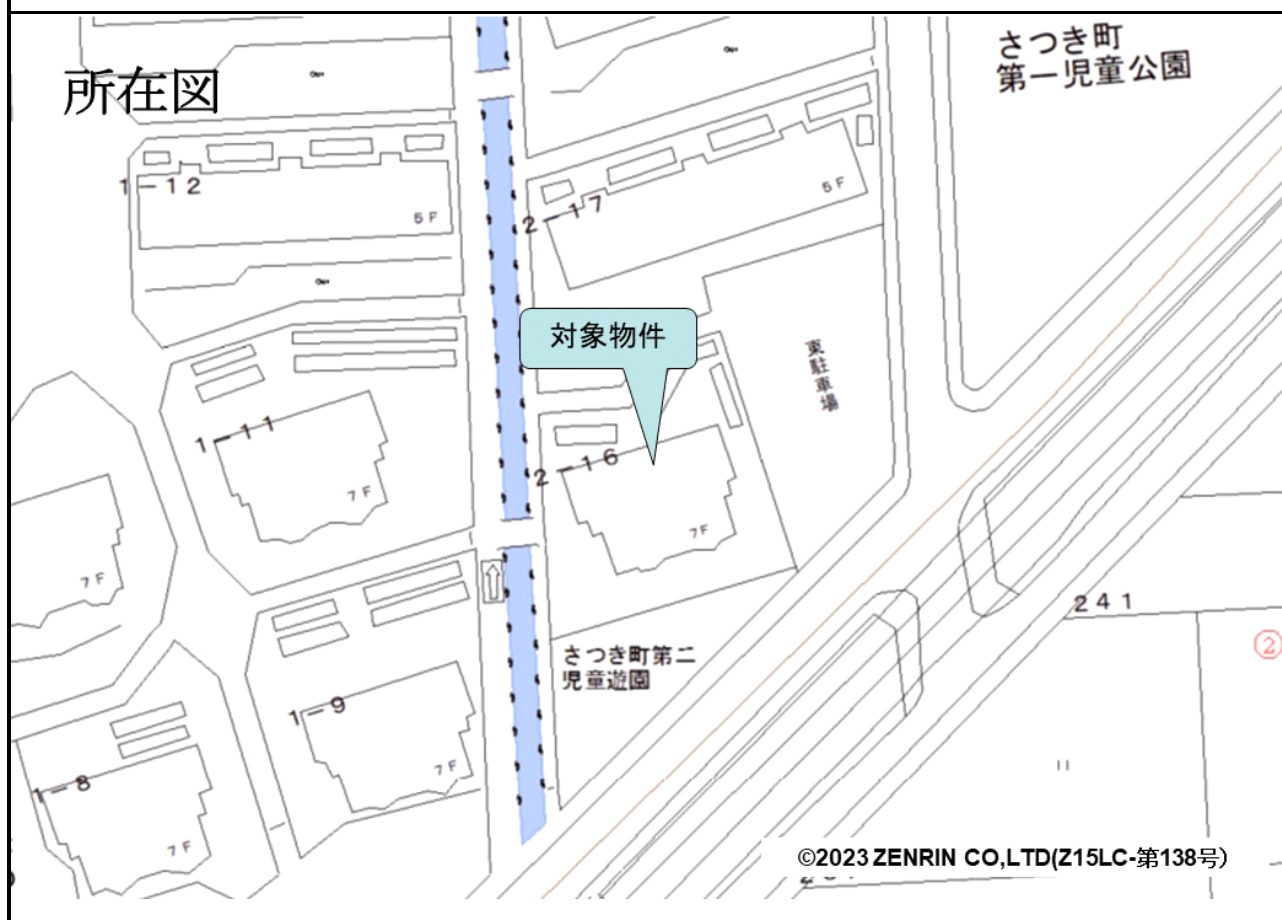 さつき町
第一児童公園
所在図
1-12
5F
2-17
5F
対象物件
東駐車場
1-11
7F
2-16
7F
7F
241
②
さつき町第二
児童遊園
1-9
7F
1-8
7F
©2023 ZENRIN CO,LTD(Z15LC-第138号)